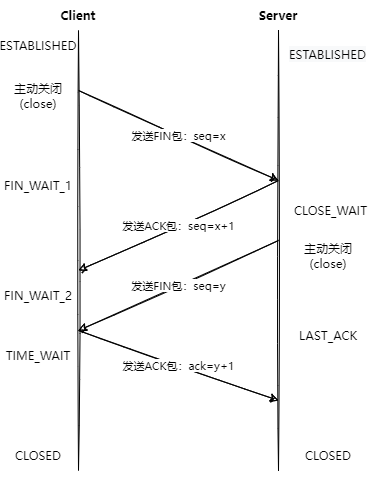 Client
Server
ESTABLISHED
ESTABLISHED
主动关闭
(close)
发送FIN包：seq=x
FIN_WAIT_1
CLOSE_WAIT
发送ACK包：seq=x+1
主动关闭
(close)
发送FIN包：seq=y
FIN_WAIT_2
LAST_ACK
TIME_WAIT
发送ACK包：ack=y+1
CLOSED
CLOSED